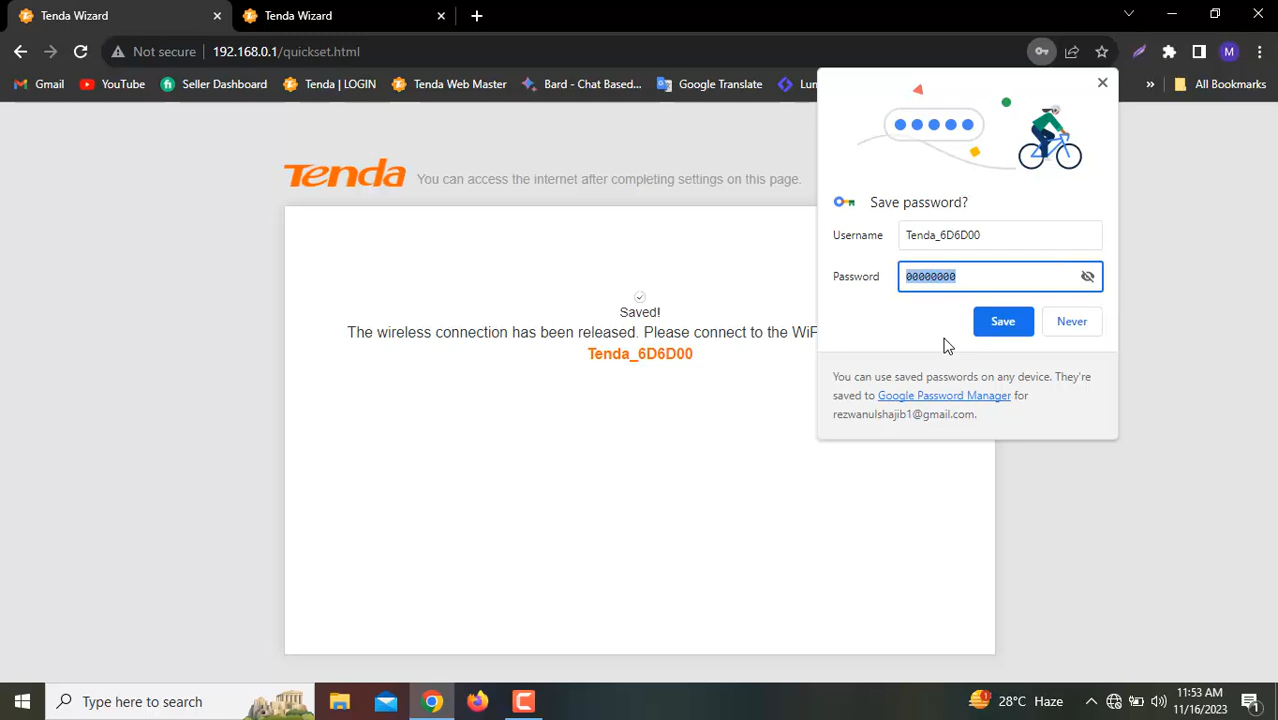 Tenda Wizard
Tenda Wizard
Not secure 192.168.0.1/quickset.html
M
Gmail YouTube Seller Dashboard Tenda | LOGIN Tenda Web Master Bard - Chat Based... Google Translate Lun » All Bookmarks
Tenda You can access the internet after completing settings on this page.
Saved!
The wireless connection has been released. Please connect to the WiF
Tenda_6D6D00
Save password?
Username Tenda_6D6D00
Password 00000000
Save Never
You can use saved passwords on any device. They're
saved to Google Password Manager for
rezwanulshajib1@gmail.com.
Type here to search
1 28°C Haze
11:53 AM
11/16/2023
1